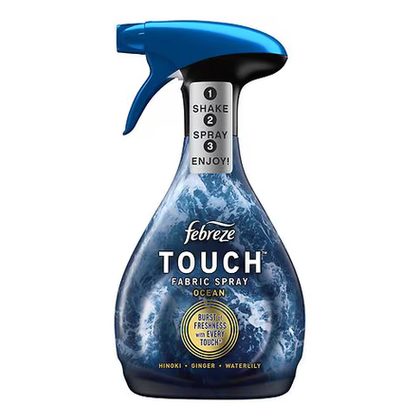 1
SHAKE
2
SPRAY
3
ENJOY!
febreze
TOUCH™
FABRIC SPRAY
OCEAN
BURST of
FRESHNESS
with EVERY
TOUCH
HINOKI • GINGER • WATERLILY